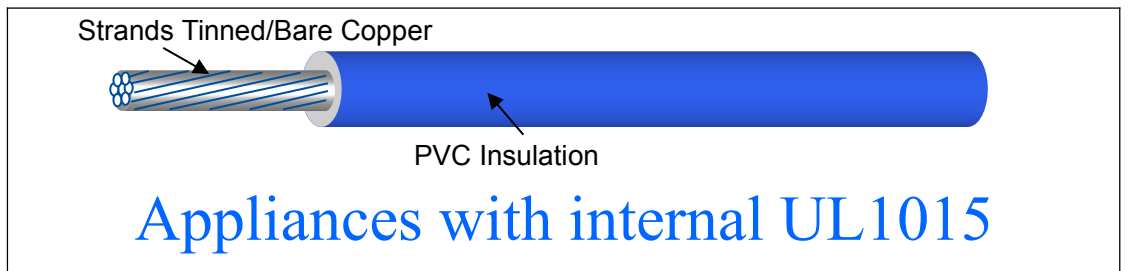 Strands Tinned/Bare Copper
PVC Insulation
Appliances with internal UL1015